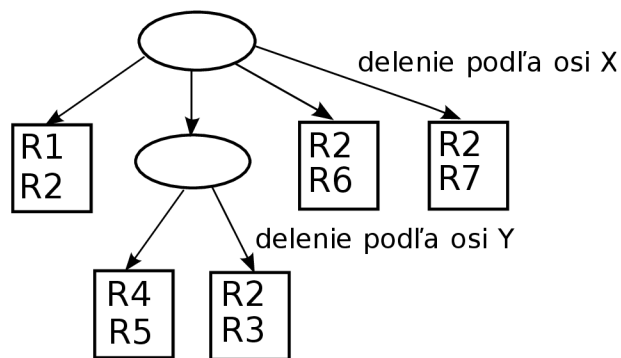 delenie podľa osi X
R1
R2
R2
R6
R2
R7
delenie podľa osi Y
R4
R5
R2
R3